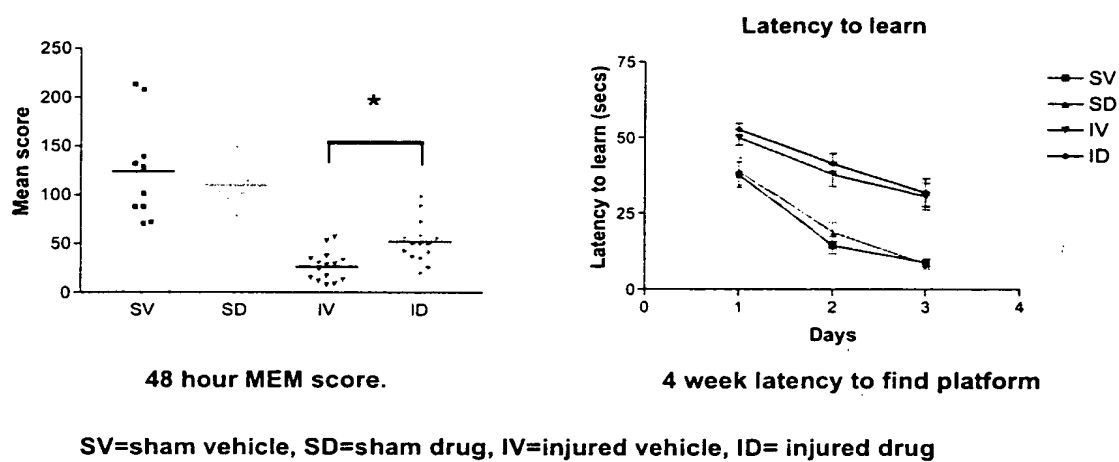 250
200
150
100
50
0
Mean score
*
SV SD IV ID
48 hour MEM score.
Latency to learn
75
50
25
0
Latency to learn (secs)
0 1 2 3 4
Days
SV
SD
IV
ID
4 week latency to find platform
SV=sham vehicle, SD=sham drug, IV=injured vehicle, ID= injured drug